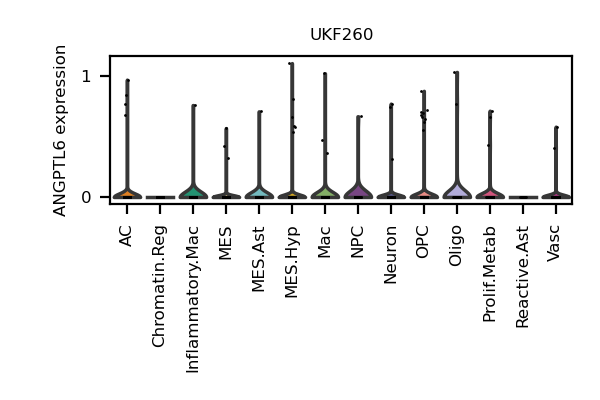 UKF260
ANGPTL6 expression
1
0
AC
Chromatin.Reg
Inflammatory.Mac
MES
MES.Ast
MES.Hyp
Mac
NPC
Neuron
OPC
Oligo
Prolif.Metab
Reactive.Ast
Vasc